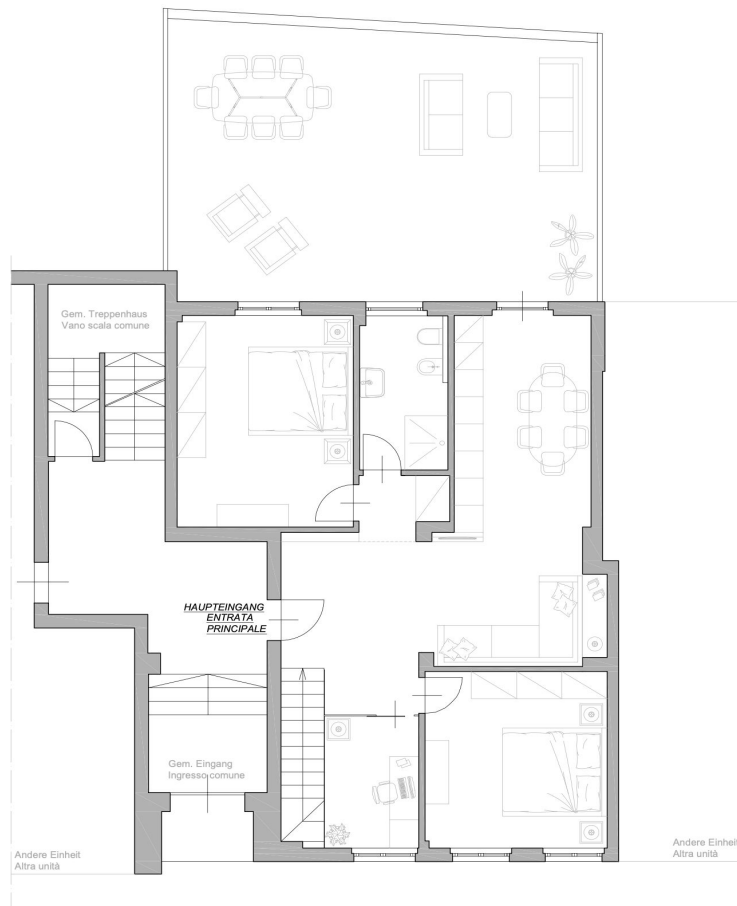 Gem. Treppenhaus
Vano scala comune
HAUPTEINGANG
ENTRATA
PRINCIPALE
Gem. Eingang
Ingresso comune
Andere Einheit
Altra unità
Andere Einheit
Altra unità